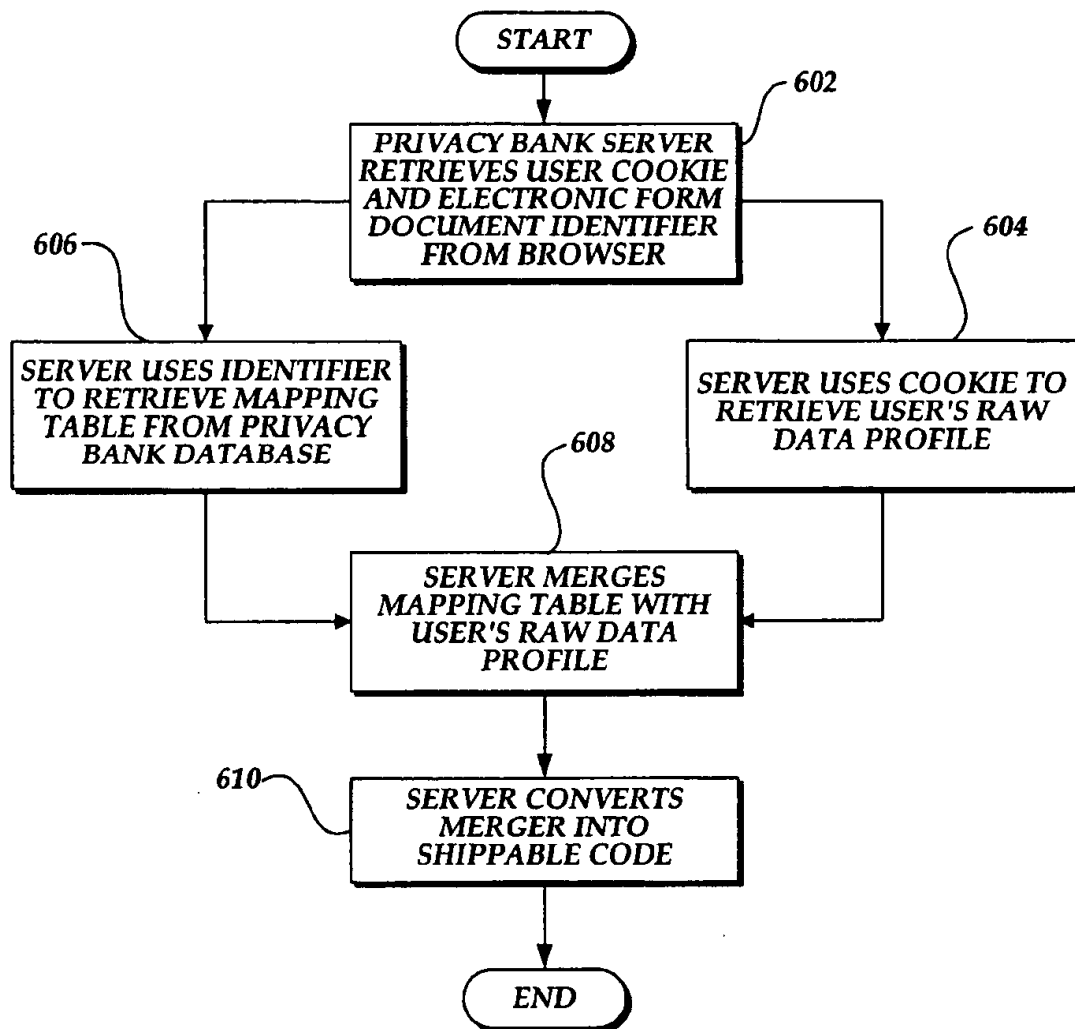 START
602
PRIVACY BANK SERVER
RETRIEVES USER COOKIE
AND ELECTRONIC FORM
DOCUMENT IDENTIFIER
FROM BROWSER
606
604
SERVER USES IDENTIFIER
TO RETRIEVE MAPPING
TABLE FROM PRIVACY
BANK DATABASE
SERVER USES COOKIE TO
RETRIEVE USER'S RAW
DATA PROFILE
608
SERVER MERGES
MAPPING TABLE WITH
USER'S RAW DATA
PROFILE
610
SERVER CONVERTS
MERGER INTO
SHIPPABLE CODE
END